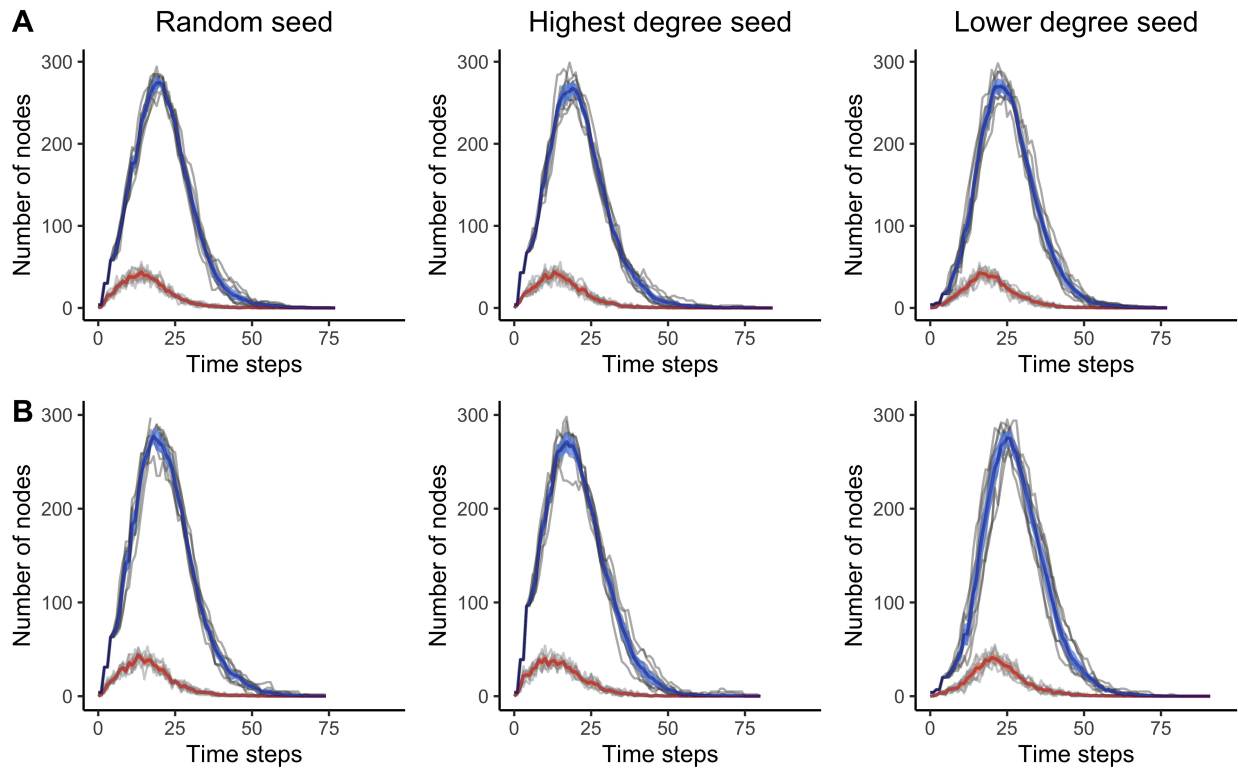 A
Random seed
Highest degree seed
Lower degree seed
Number of nodes
300
200
100
0
0 25 50 75
Time steps
Number of nodes
300
200
100
0
0 25 50 75
Time steps
Number of nodes
300
200
100
0
0 25 50 75
Time steps
B
Number of nodes
300
200
100
0
0 25 50 75
Time steps
Number of nodes
300
200
100
0
0 25 50 75
Time steps
Number of nodes
300
200
100
0
0 25 50 75
Time steps